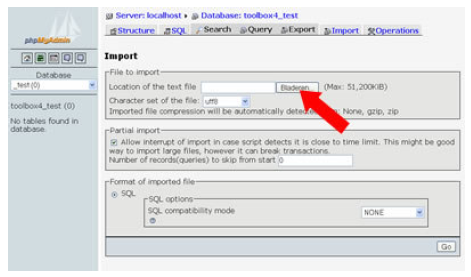 phpMyAdmin
Database
_test (0)
toolbox4_test (0)
No tables found in database.
Server: localhost ▸ Database: toolbox4_test
Structure SQL Search Query Export Import Operations
Import
File to import
Location of the text file Bladeren... (Max: 51,200KiB)
Character set of the file: utf8
Imported file compression will be automatically detected None, gzip, zip
Partial import
Allow interrupt of import in case script detects it is close to time limit. This might be good
way to import large files, however it can break transactions.
Number of records(queries) to skip from start 0
Format of imported file
SQL
SQL options
SQL compatibility mode NONE
Go